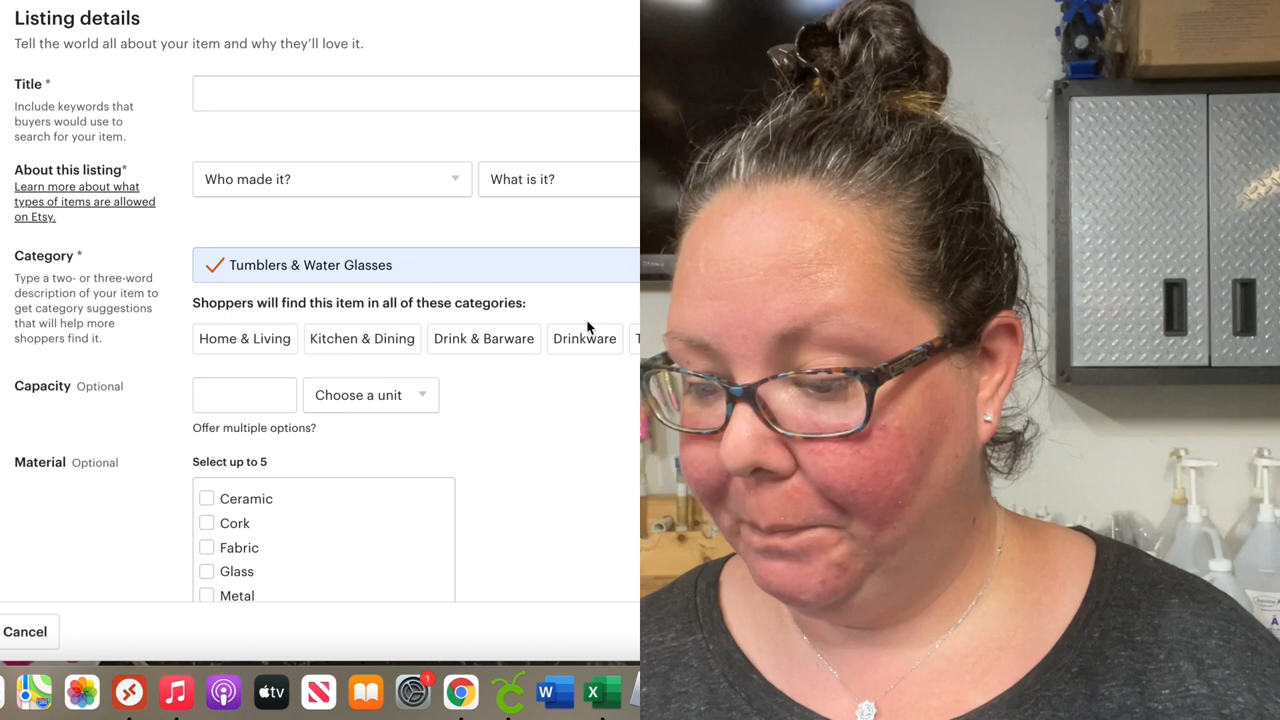 Listing details
Tell the world all about your item and why they'll love it.
Title *
Include keywords that
buyers would use to
search for your item.
About this listing*
Learn more about what
types of items are allowed
on Etsy.
Who made it?
What is it?
Category *
Type a two- or three-word
description of your item to
get category suggestions
that will help more
shoppers find it.
Tumblers & Water Glasses
Shoppers will find this item in all of these categories:
Home & Living
Kitchen & Dining
Drink & Barware
Drinkware
Capacity Optional
Choose a unit
Offer multiple options?
Material Optional
Select up to 5
Ceramic
Cork
Fabric
Glass
Metal
Cancel
tv
1
W
X